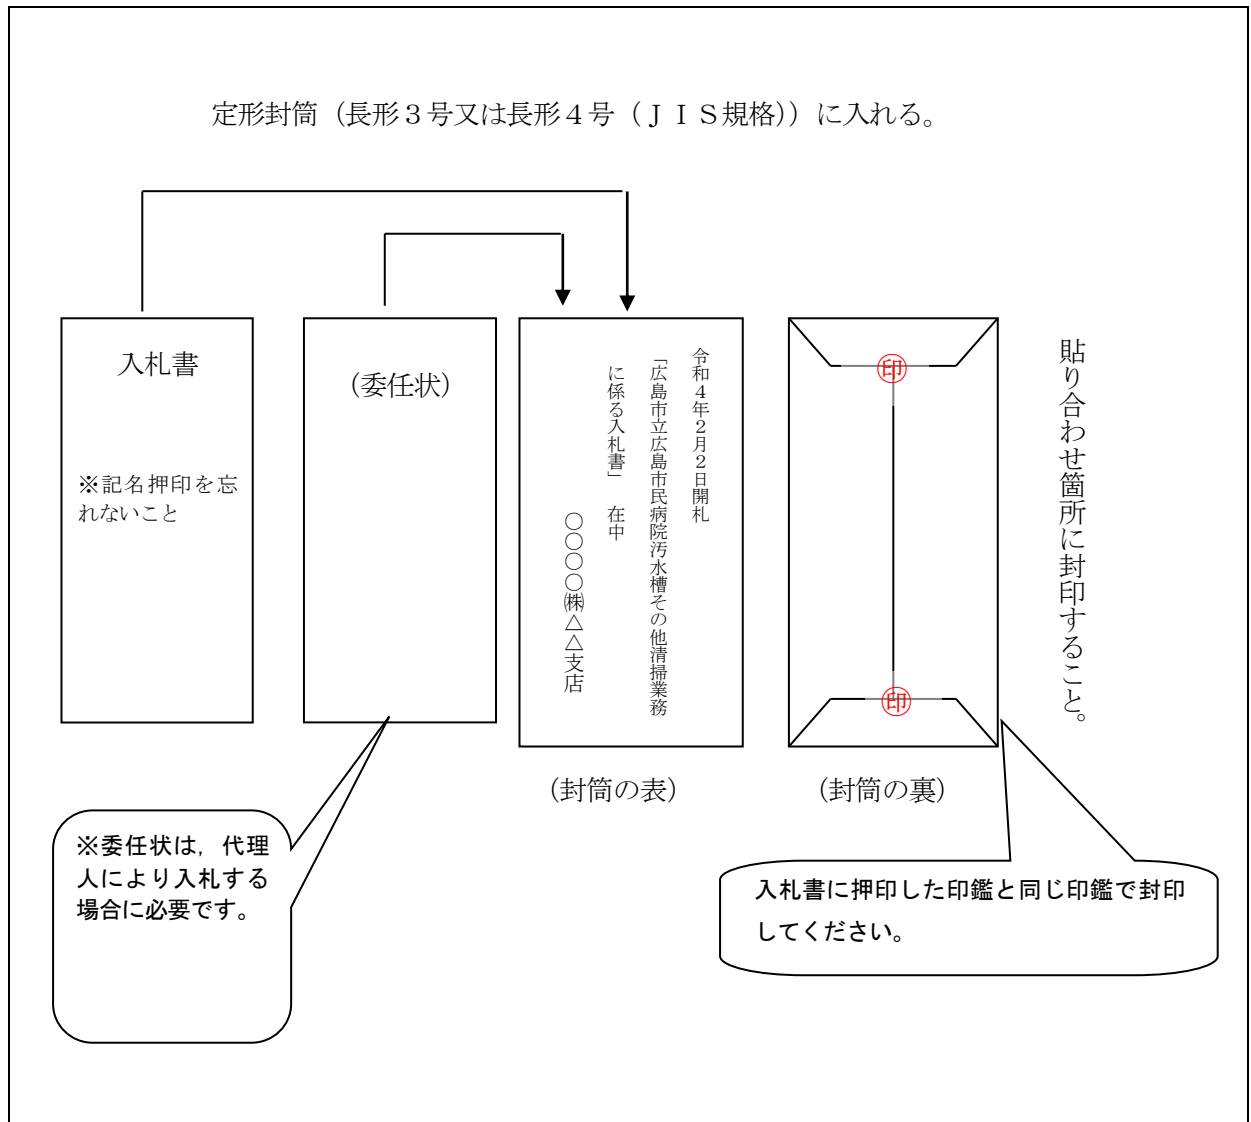 定形封筒（長形３号又は長形４号（ＪＩＳ規格））に入れる。
入札書
※記名押印を忘
れないこと
（委任状）
令和４年２月２日開札
「広島市立広島市民病院汚水槽その他清掃業務
に係る入札書」　在中
〇〇〇〇㈱△△支店
印
印
貼り合わせ箇所に封印すること。
（封筒の表）
（封筒の裏）
※委任状は，代理
人により入札する
場合に必要です。
入札書に押印した印鑑と同じ印鑑で封印
してください。